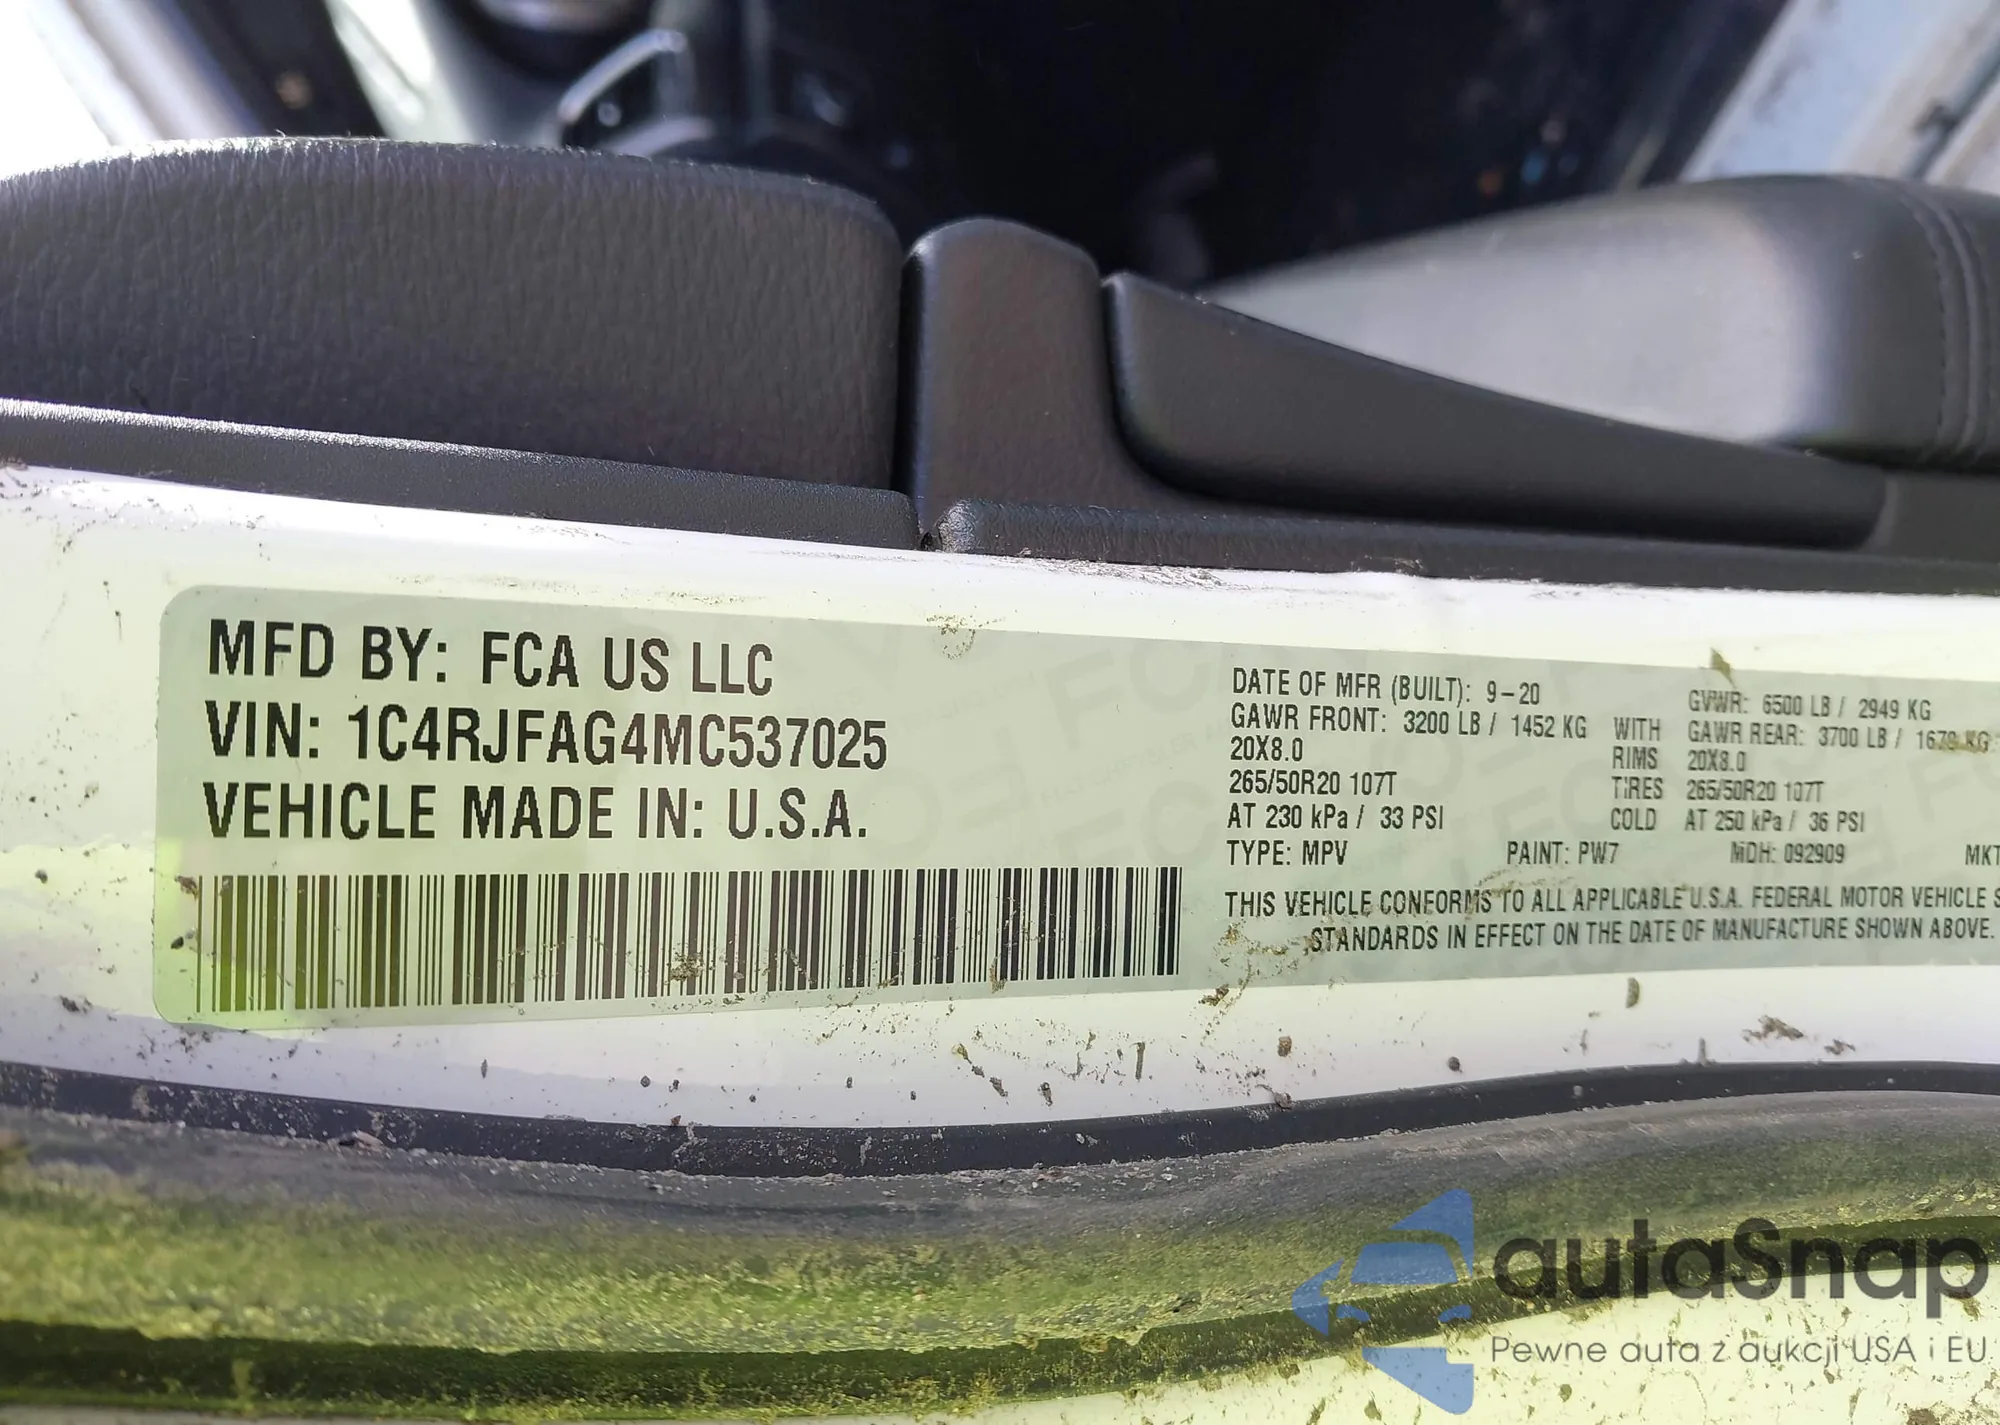 MFD BY: FCA US LLC
VIN: 1C4RJFAG4MC537025
VEHICLE MADE IN: U.S.A.
DATE OF MFR (BUILT): 9-20 GVWR: 6500 LB / 2949 KG
GAWR FRONT: 3200 LB / 1452 KG WITH GAWR REAR: 3700 LB / 1679 KG
20X8.0 RIMS 20X8.0
265/50R20 107T TIRES 265/50R20 107T
AT 230 kPa / 33 PSI COLD AT 250 kPa / 36 PSI
TYPE: MPV PAINT: PW7 MDH: 092909 MKT
THIS VEHICLE CONFORMS TO ALL APPLICABLE U.S.A. FEDERAL MOTOR VEHICLE S
STANDARDS IN EFFECT ON THE DATE OF MANUFACTURE SHOWN ABOVE.
autaSnap
Pewne auta z aukcji USA i EU